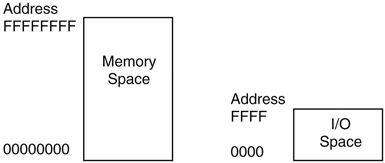 Address
FFFFFFFF
Memory
Space
00000000
Address
FFFF
I/O
Space
0000